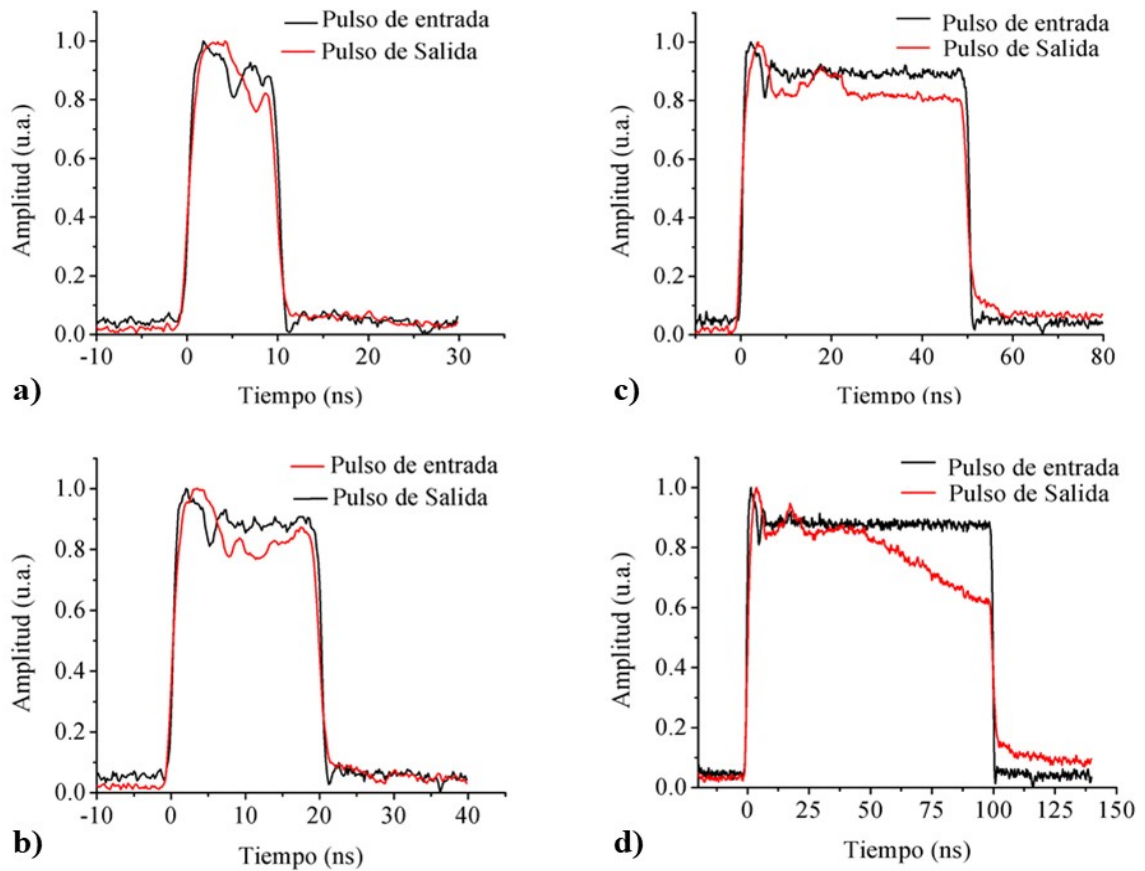 Pulso de entrada
Pulso de Salida
1.0
0.8
0.6
0.4
0.2
0.0
Amplitud (u.a.)
-10 0 10 20 30
Tiempo (ns)
a)
Pulso de entrada
Pulso de Salida
1.0
0.8
0.6
0.4
0.2
0.0
Amplitud (u.a.)
0 20 40 60 80
Tiempo (ns)
c)
Pulso de entrada
Pulso de Salida
1.0
0.8
0.6
0.4
0.2
0.0
Amplitud (u.a.)
-10 0 10 20 30 40
Tiempo (ns)
b)
Pulso de entrada
Pulso de Salida
1.0
0.8
0.6
0.4
0.2
0.0
Amplitud (u.a.)
0 25 50 75 100 125 150
Tiempo (ns)
d)